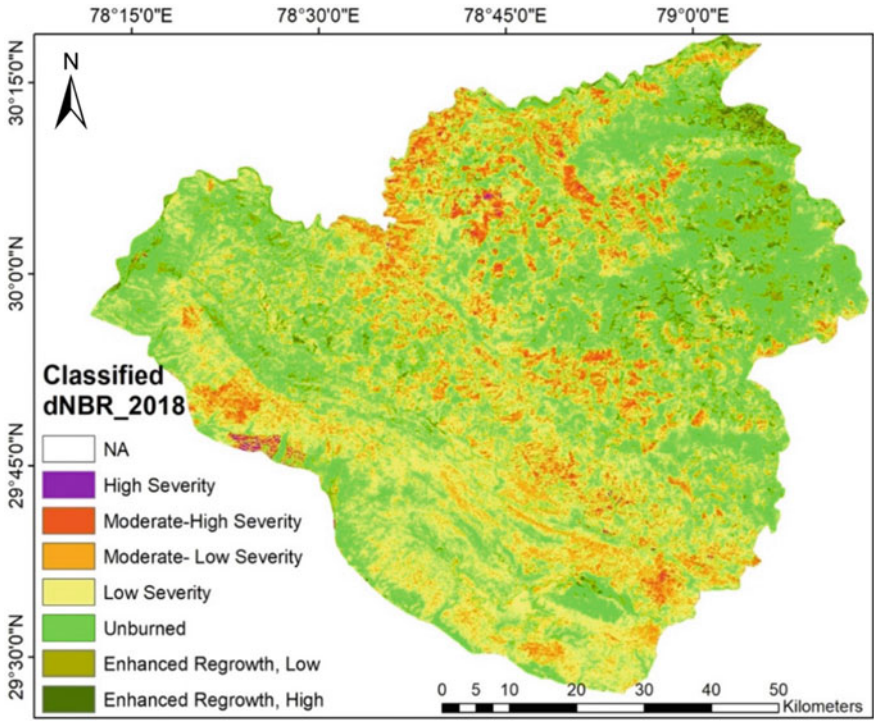 78°15'0"E 78°30'0"E 78°45'0"E 79°0'0"E
N
30°15'0"N
30°0'0"N
29°45'0"N
29°30'0"N
Classified
dNBR_2018
NA
High Severity
Moderate-High Severity
Moderate- Low Severity
Low Severity
Unburned
Enhanced Regrowth, Low
Enhanced Regrowth, High
0 5 10 20 30 40 50
Kilometers